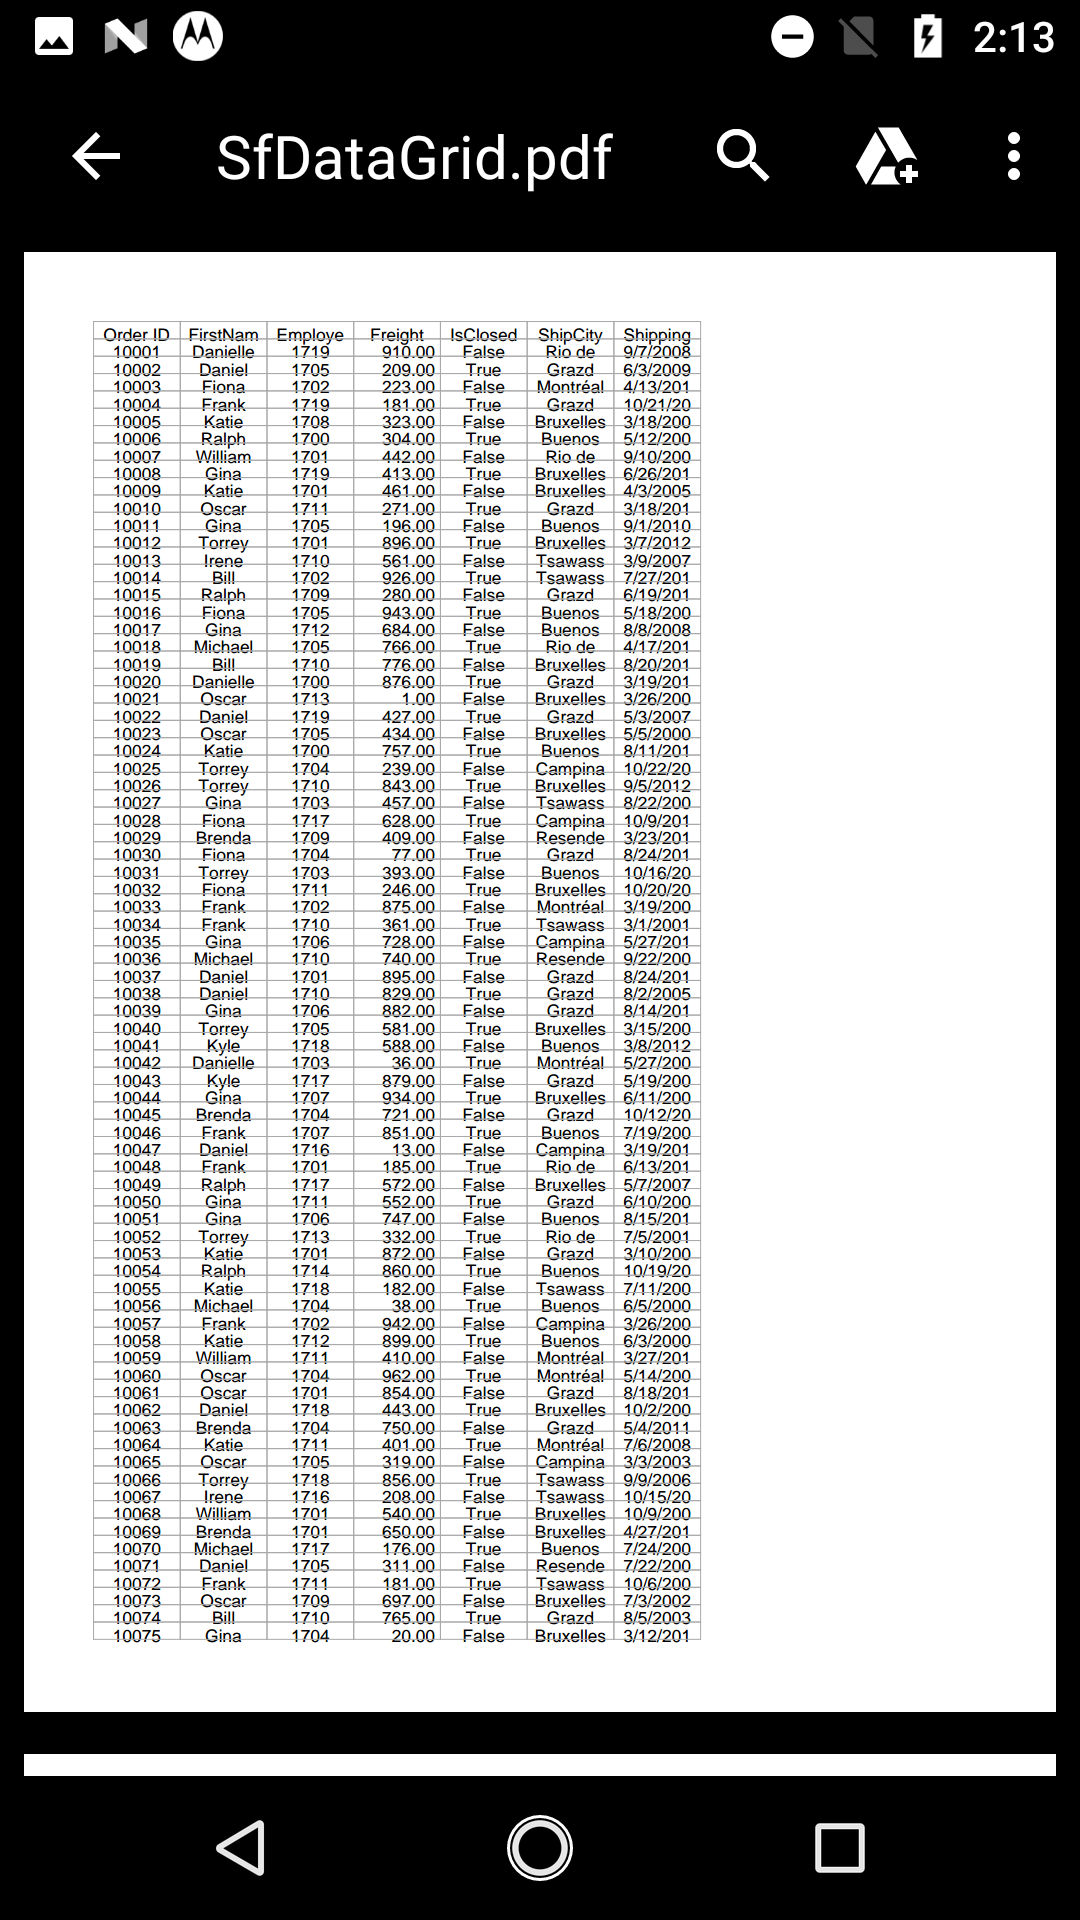 2:13
SfDataGrid.pdf
Order ID FirstNam Employe Freight IsClosed ShipCity Shipping
10001 Danielle 1719 910.00 False Rio de 9/7/2008
10002 Daniel 1705 209.00 True Grazd 6/3/2009
10003 Fiona 1702 223.00 False Montréal 4/13/201
10004 Frank 1719 181.00 True Grazd 10/21/20
10005 Katie 1708 323.00 False Bruxelles 3/18/200
10006 Ralph 1700 304.00 True Buenos 5/12/200
10007 William 1701 442.00 False Rio de 9/10/200
10008 Gina 1719 413.00 True Bruxelles 6/26/201
10009 Katie 1701 461.00 False Bruxelles 4/3/2005
10010 Oscar 1711 271.00 True Grazd 3/18/201
10011 Gina 1705 196.00 False Buenos 9/1/2010
10012 Torrey 1701 896.00 True Bruxelles 3/7/2012
10013 Irene 1710 561.00 False Tsawass 3/9/2007
10014 Bill 1702 926.00 True Tsawass 7/27/201
10015 Ralph 1709 280.00 False Grazd 6/19/201
10016 Fiona 1705 943.00 True Buenos 5/18/200
10017 Gina 1712 684.00 False Buenos 8/8/2008
10018 Michael 1705 766.00 True Rio de 4/17/201
10019 Bill 1710 776.00 False Bruxelles 8/20/201
10020 Danielle 1700 876.00 True Grazd 3/19/201
10021 Oscar 1713 1.00 False Bruxelles 3/26/200
10022 Daniel 1719 427.00 True Grazd 5/3/2007
10023 Oscar 1705 434.00 False Bruxelles 5/5/2000
10024 Katie 1700 757.00 True Buenos 8/11/201
10025 Torrey 1704 239.00 False Campina 10/22/20
10026 Torrey 1710 843.00 True Bruxelles 9/5/2012
10027 Gina 1703 457.00 False Tsawass 8/22/200
10028 Fiona 1717 628.00 True Campina 10/9/201
10029 Brenda 1709 409.00 False Resende 3/23/201
10030 Fiona 1704 77.00 True Grazd 8/24/201
10031 Torrey 1703 393.00 False Buenos 10/16/20
10032 Fiona 1711 246.00 True Bruxelles 10/20/20
10033 Frank 1702 875.00 False Montréal 3/19/200
10034 Frank 1710 361.00 True Tsawass 3/1/2001
10035 Gina 1706 728.00 False Campina 5/27/201
10036 Michael 1710 740.00 True Resende 9/22/200
10037 Daniel 1701 895.00 False Grazd 8/24/201
10038 Daniel 1710 829.00 True Grazd 8/2/2005
10039 Gina 1706 882.00 False Grazd 8/14/201
10040 Torrey 1705 581.00 True Bruxelles 3/15/200
10041 Kyle 1718 588.00 False Buenos 3/8/2012
10042 Danielle 1703 36.00 True Montréal 5/27/200
10043 Kyle 1717 879.00 False Grazd 5/19/200
10044 Gina 1707 934.00 True Bruxelles 6/11/200
10045 Brenda 1704 721.00 False Grazd 10/12/20
10046 Frank 1707 851.00 True Buenos 7/19/200
10047 Daniel 1716 13.00 False Campina 3/19/201
10048 Frank 1701 185.00 True Rio de 6/13/201
10049 Ralph 1717 572.00 False Bruxelles 5/7/2007
10050 Gina 1711 552.00 True Grazd 6/10/200
10051 Gina 1706 747.00 False Buenos 8/15/201
10052 Torrey 1713 332.00 True Rio de 7/5/2001
10053 Katie 1701 872.00 False Grazd 3/10/200
10054 Ralph 1714 860.00 True Buenos 10/19/20
10055 Katie 1718 182.00 False Tsawass 7/11/200
10056 Michael 1704 38.00 True Buenos 6/5/2000
10057 Frank 1702 942.00 False Campina 3/26/200
10058 Katie 1712 899.00 True Buenos 6/3/2000
10059 William 1711 410.00 False Montréal 3/27/201
10060 Oscar 1704 962.00 True Montréal 5/14/200
10061 Oscar 1701 854.00 False Grazd 8/18/201
10062 Daniel 1718 443.00 True Bruxelles 10/2/200
10063 Brenda 1704 750.00 False Grazd 5/4/2011
10064 Katie 1711 401.00 True Montréal 7/6/2008
10065 Oscar 1705 319.00 False Campina 3/3/2003
10066 Torrey 1718 856.00 True Tsawass 9/9/2006
10067 Irene 1716 208.00 False Tsawass 10/15/20
10068 William 1701 540.00 True Bruxelles 10/9/200
10069 Brenda 1701 650.00 False Bruxelles 4/27/201
10070 Michael 1717 176.00 True Buenos 7/24/200
10071 Daniel 1705 311.00 False Resende 7/22/200
10072 Frank 1711 181.00 True Tsawass 10/6/200
10073 Oscar 1709 697.00 False Bruxelles 7/3/2002
10074 Bill 1710 765.00 True Grazd 8/5/2003
10075 Gina 1704 20.00 False Bruxelles 3/12/201